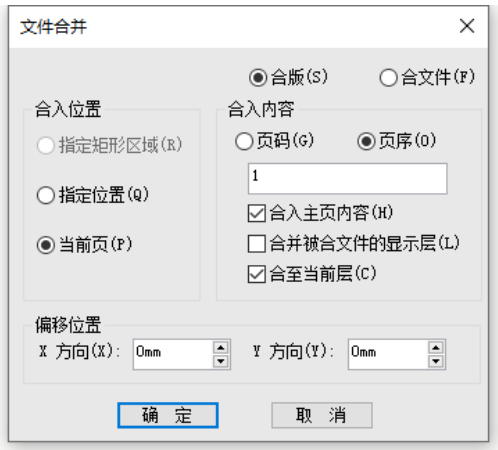 文件合并
合版(S) 合文件(F)
合入位置
指定矩形区域(R)
指定位置(Q)
当前页(P)
合入内容
页码(G) 页序(O)
1
合入主页内容(H)
合并被合文件的显示层(L)
合至当前层(C)
偏移位置
X 方向(X): 0mm Y 方向(Y): 0mm
确 定 取 消